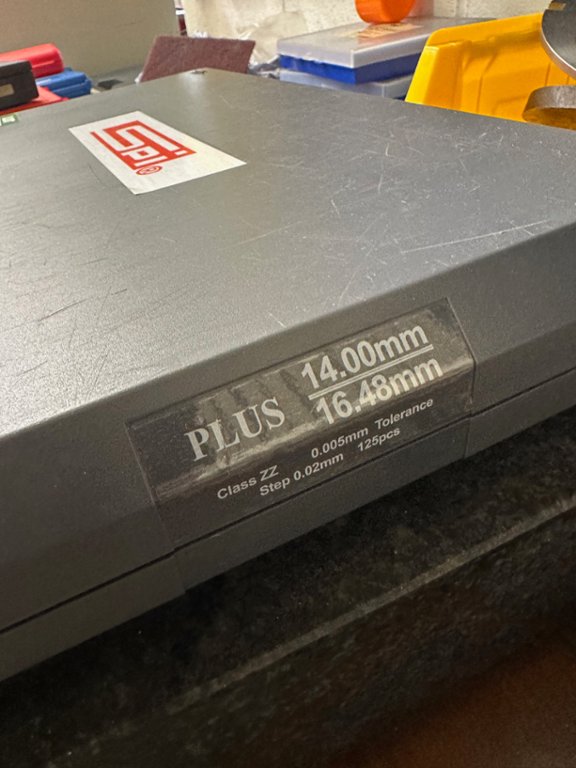 SPI®
PLUS
14.00mm
16.48mm
Class ZZ 0.005mm Tolerance
Step 0.02mm 125pcs